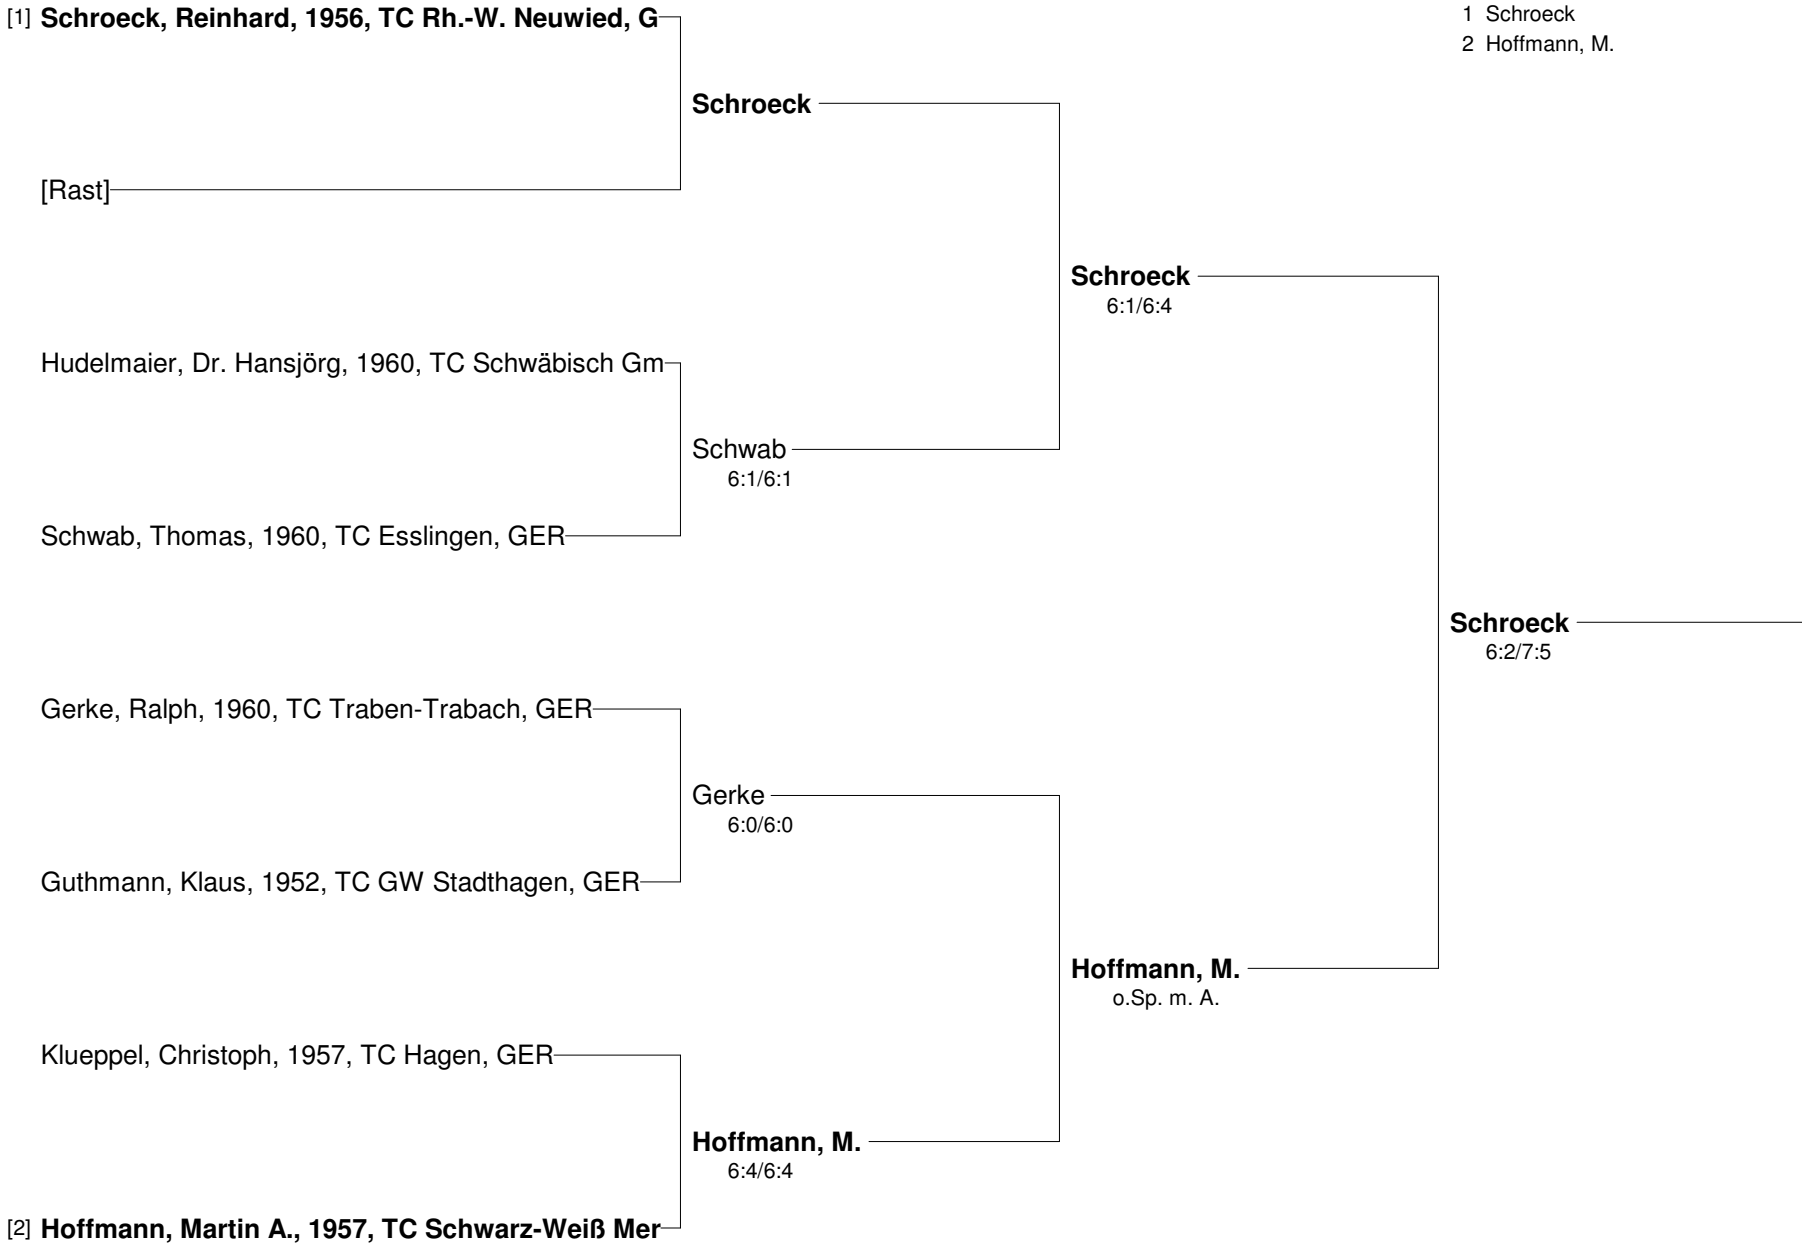 [1] Schroeck, Reinhard, 1956, TC Rh.-W. Neuwied, G
1 Schroeck
2 Hoffmann, M.
Schroeck
[Rast]
Schroeck
6:1/6:4
Hudelmaier, Dr. Hansjörg, 1960, TC Schwäbisch Gm
Schwab
6:1/6:1
Schwab, Thomas, 1960, TC Esslingen, GER
Schroeck
6:2/7:5
Gerke, Ralph, 1960, TC Traben-Trabach, GER
Gerke
6:0/6:0
Guthmann, Klaus, 1952, TC GW Stadthagen, GER
Hoffmann, M.
o.Sp. m. A.
Klueppel, Christoph, 1957, TC Hagen, GER
Hoffmann, M.
6:4/6:4
[2] Hoffmann, Martin A., 1957, TC Schwarz-Weiß Mer